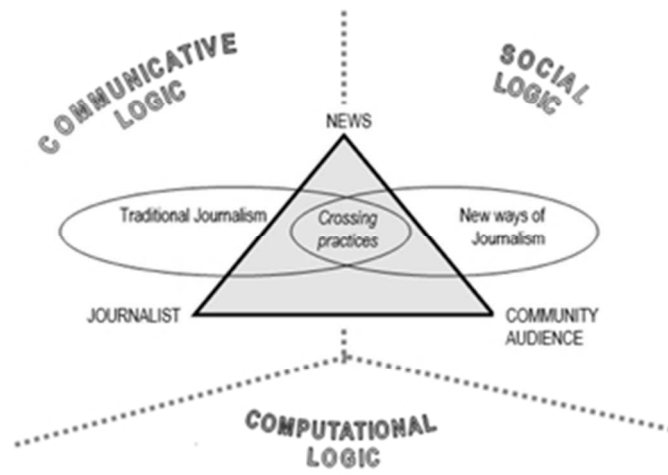 COMMUNICATIVE
LOGIC
SOCIAL
LOGIC
NEWS
Traditional Journalism
Crossing
practices
New ways of
Journalism
JOURNALIST
COMMUNITY
AUDIENCE
COMPUTATIONAL
LOGIC